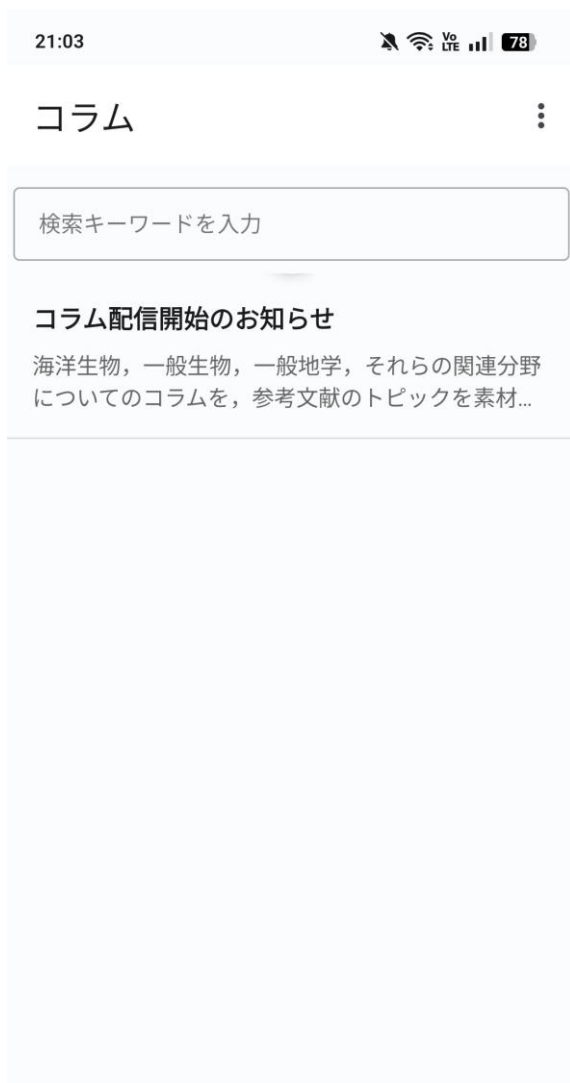 21:03
Vo
LTE
78
コラム
検索キーワードを入力
コラム配信開始のお知らせ
海洋生物，一般生物，一般地学，それらの関連分野
についてのコラムを，参考文献のトピックを素材...